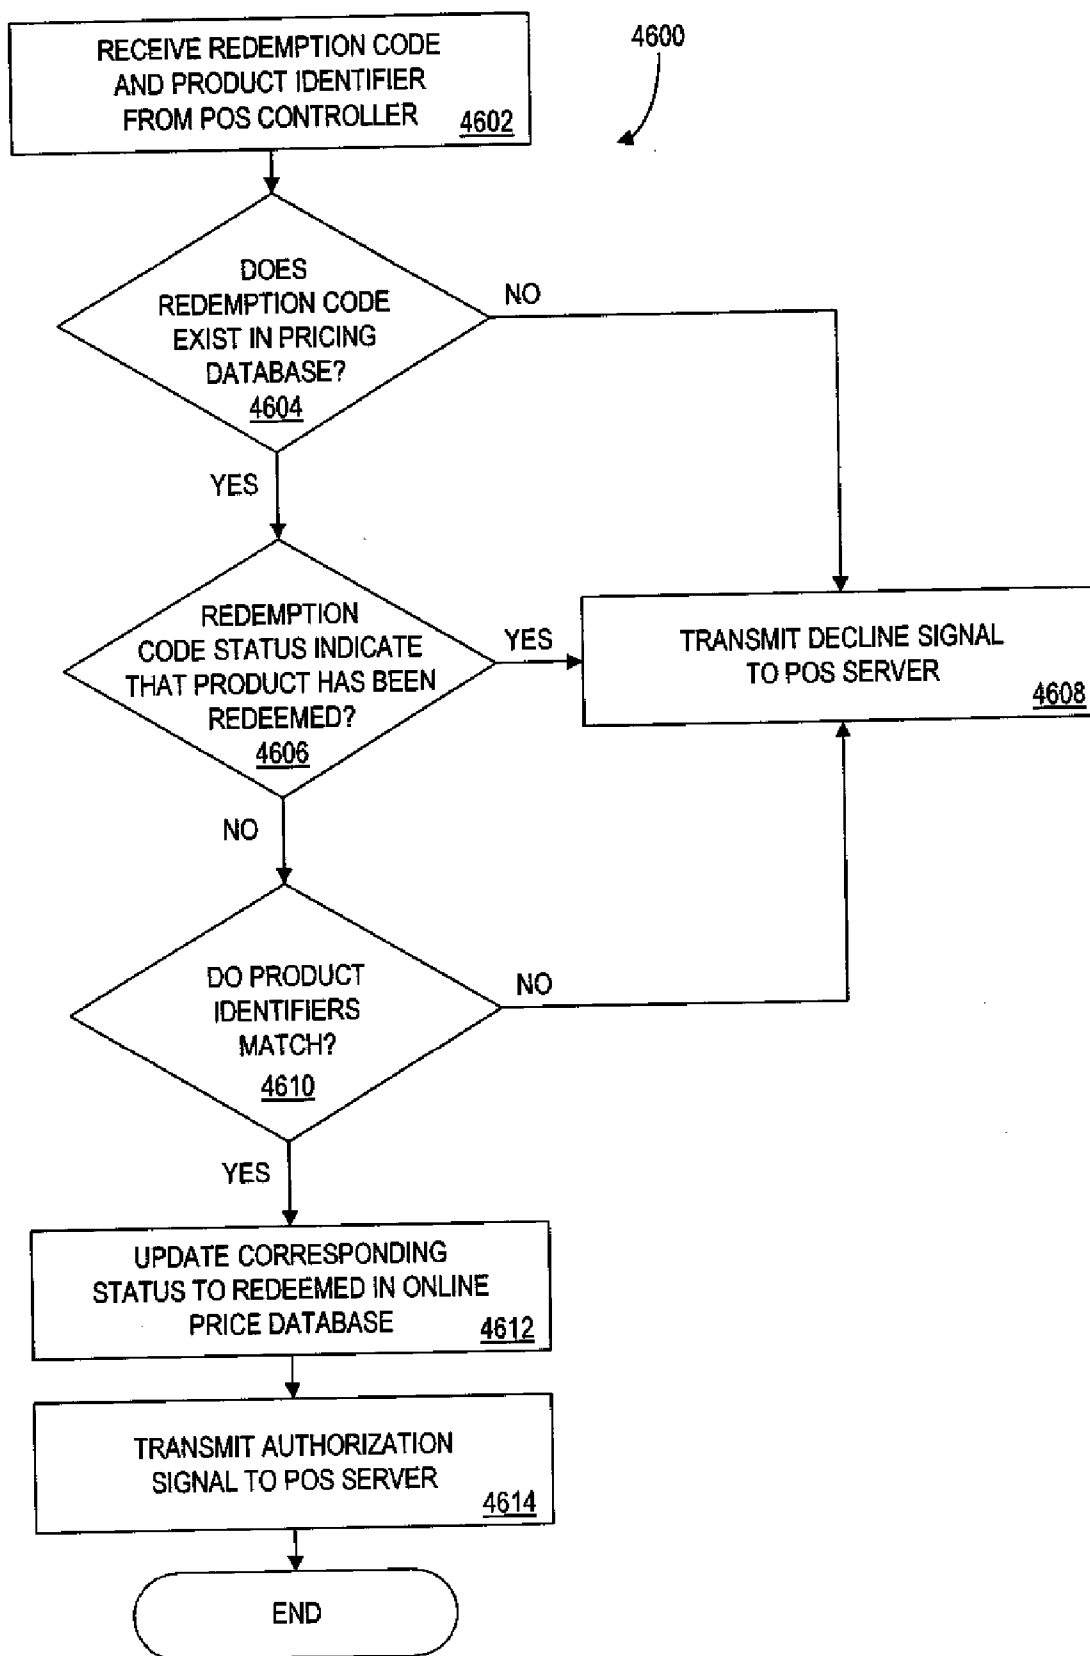 RECEIVE REDEMPTION CODE
AND PRODUCT IDENTIFIER
FROM POS CONTROLLER
4602
4600
DOES
REDEMPTION CODE
EXIST IN PRICING
DATABASE?
4604
NO
YES
REDEMPTION
CODE STATUS INDICATE
THAT PRODUCT HAS BEEN
REDEEMED?
4606
YES
TRANSMIT DECLINE SIGNAL
TO POS SERVER
4608
NO
DO PRODUCT
IDENTIFIERS
MATCH?
4610
NO
YES
UPDATE CORRESPONDING
STATUS TO REDEEMED IN ONLINE
PRICE DATABASE
4612
TRANSMIT AUTHORIZATION
SIGNAL TO POS SERVER
4614
END